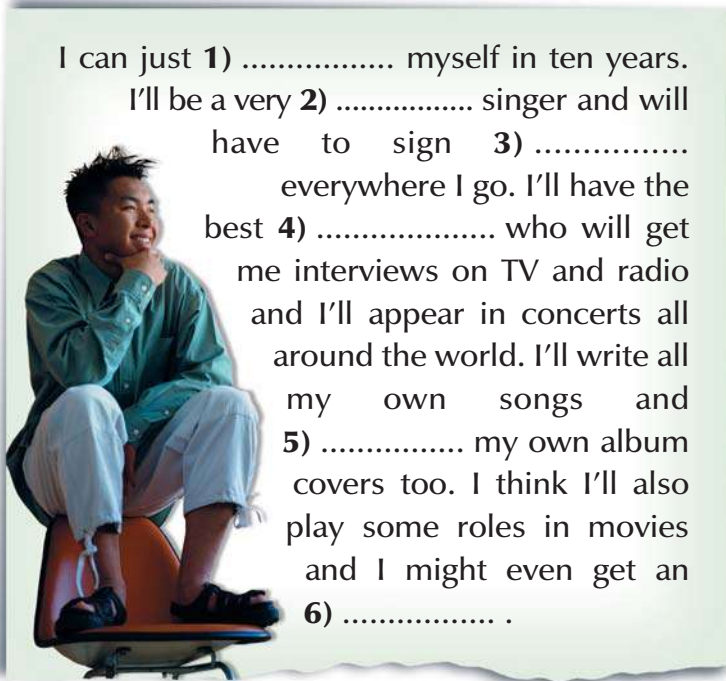 I can just 1) ................. myself in ten years.
I'll be a very 2) ................. singer and will
have to sign 3) ................
everywhere I go. I'll have the
best 4) .................... who will get
me interviews on TV and radio
and I'll appear in concerts all
around the world. I'll write all
my own songs and
5) ................ my own album
covers too. I think I'll also
play some roles in movies
and I might even get an
6) ................. .